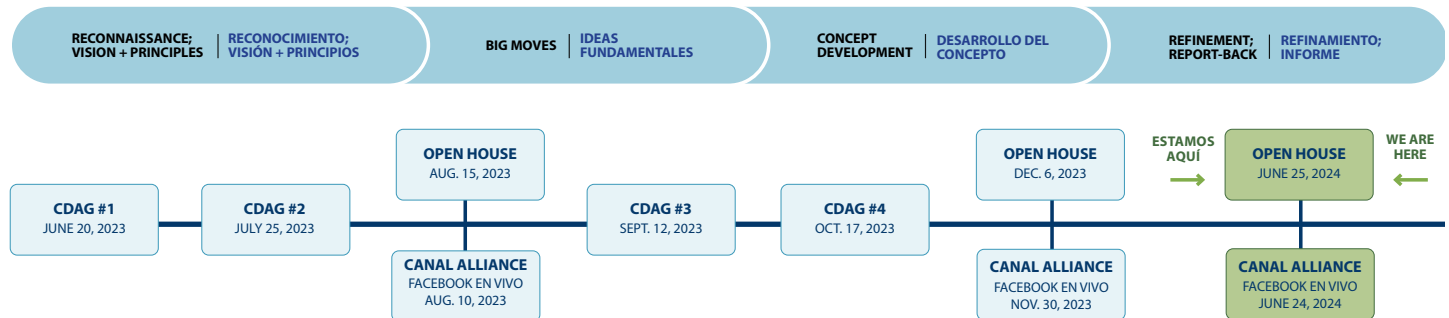 RECONNAISSANCE;
VISION + PRINCIPLES
RECONOCIMIENTO;
VISIÓN + PRINCIPIOS
BIG MOVES
IDEAS
FUNDAMENTALES
CONCEPT
DEVELOPMENT
DESARROLLO DEL
CONCEPTO
REFINEMENT;
REPORT-BACK
REFINAMIENTO;
INFORME
CDAG #1
JUNE 20, 2023
CDAG #2
JULY 25, 2023
OPEN HOUSE
AUG. 15, 2023
CANAL ALLIANCE
FACEBOOK EN VIVO
AUG. 10, 2023
CDAG #3
SEPT. 12, 2023
CDAG #4
OCT. 17, 2023
OPEN HOUSE
DEC. 6, 2023
CANAL ALLIANCE
FACEBOOK EN VIVO
NOV. 30, 2023
ESTAMOS
AQUÍ
OPEN HOUSE
JUNE 25, 2024
WE ARE
HERE
CANAL ALLIANCE
FACEBOOK EN VIVO
JUNE 24, 2024